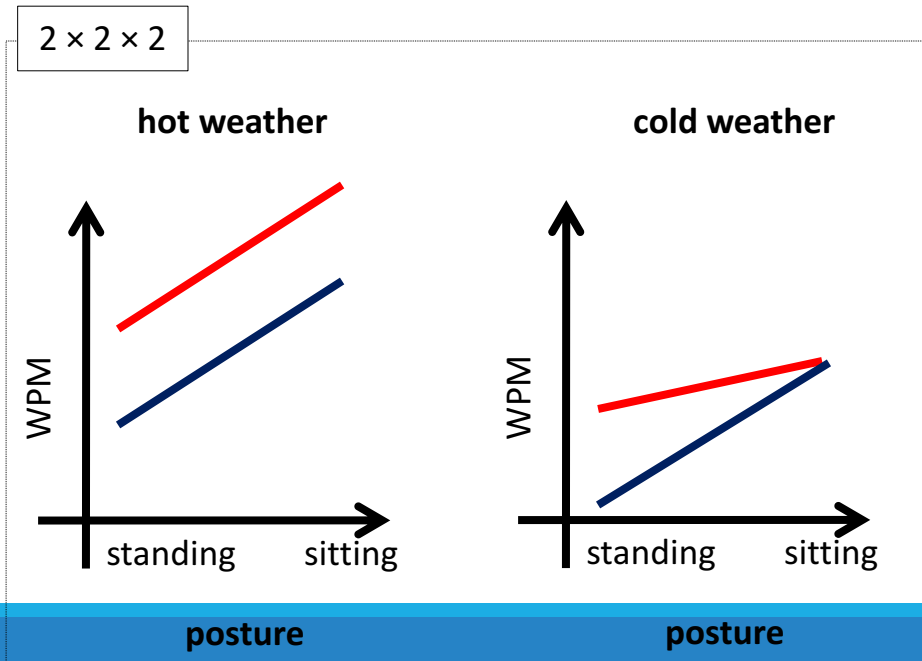 2 × 2 × 2
hot weather
WPM
standing
sitting
posture
cold weather
WPM
standing
sitting
posture